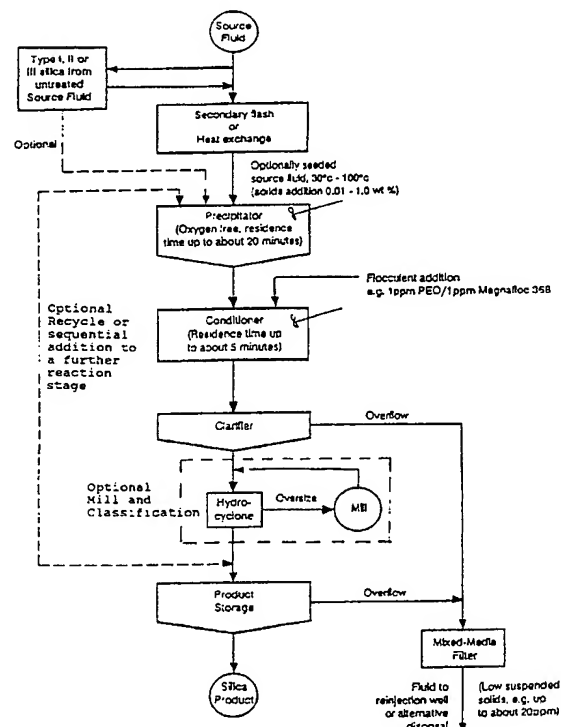 Source
Fluid
Type I, II or
III silica from
untreated
Source Fluid
Optional
Secondary flash
or
Heat exchange
Optionally seeded
source fluid, 30°c - 100°c
(solids addition 0.01 - 1.0 wt %)
Precipitator
(Oxygen free, residence
time up to about 20 minutes)
Flocculent addition
e.g. 1ppm PEO/1ppm Magnafloc 358
Conditioner
(Residence time up
to about 5 minutes)
Optional
Recycle or
sequential
addition to
a further
reaction
stage
Clarifier
Overflow
Optional
Mill and
Classification
Hydro-
cyclone
Oversize
Mill
Product
Storage
Overflow
Mixed-Media
Filter
Silica
Product
Fluid to
reinjection well
or alternative
disposal
(Low suspended
solids, e.g. up
to about 20ppm)